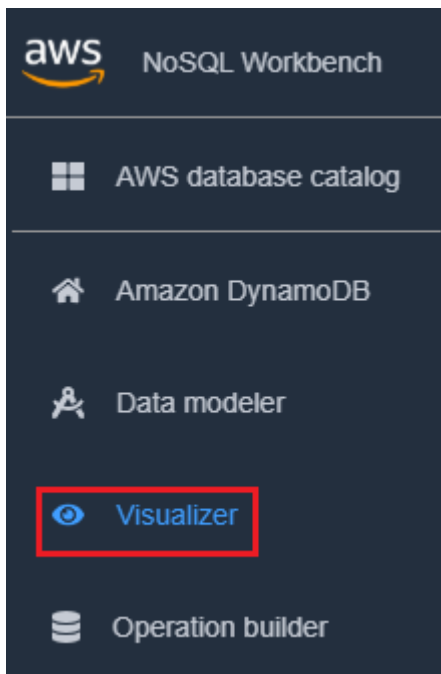 aws NoSQL Workbench
AWS database catalog
Amazon DynamoDB
Data modeler
Visualizer
Operation builder